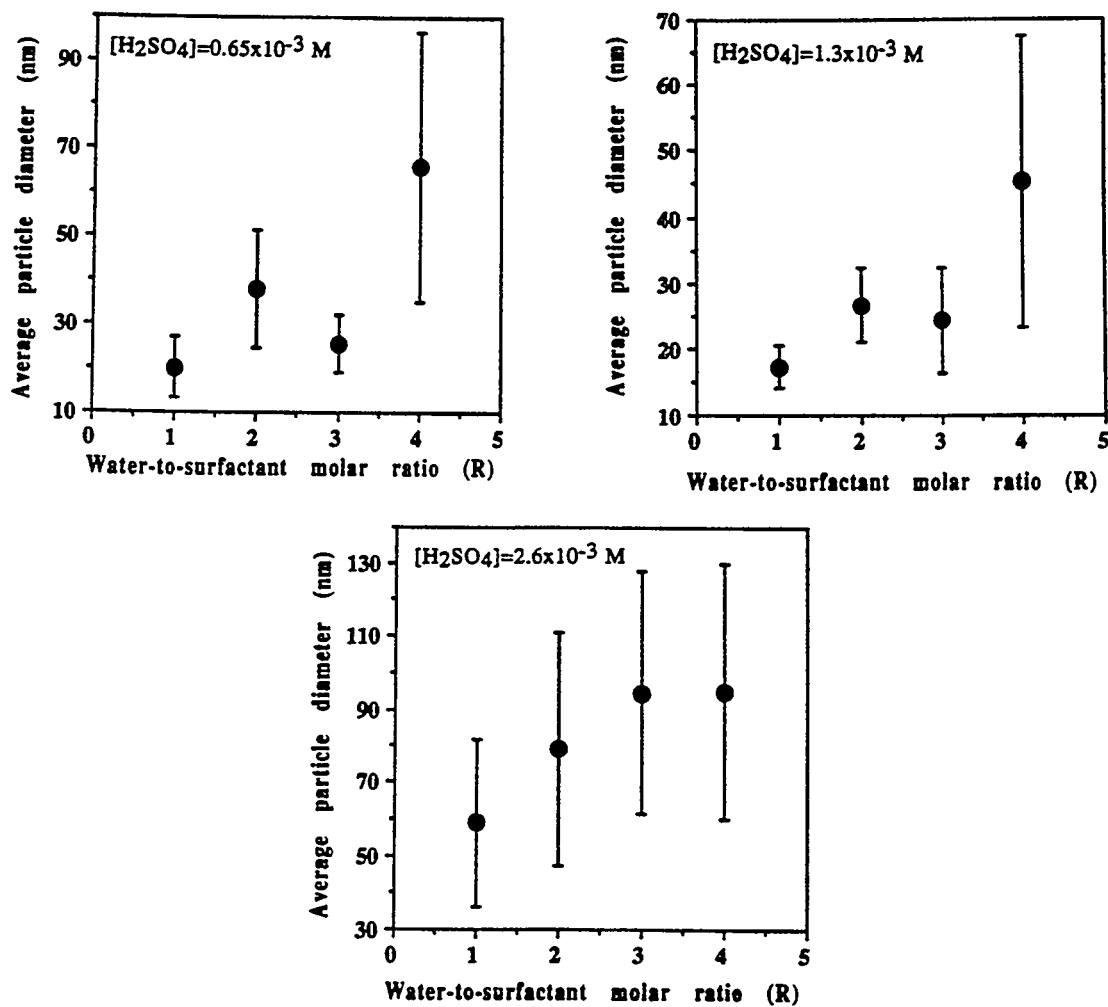 [H2SO4]=0.65x10-3 M
Average particle diameter (nm)
90
70
50
30
10
0 1 2 3 4 5
Water-to-surfactant molar ratio (R)
[H2SO4]=1.3x10-3 M
Average particle diameter (nm)
70
60
50
40
30
20
10
0 1 2 3 4 5
Water-to-surfactant molar ratio (R)
[H2SO4]=2.6x10-3 M
Average particle diameter (nm)
130
110
90
70
50
30
0 1 2 3 4 5
Water-to-surfactant molar ratio (R)